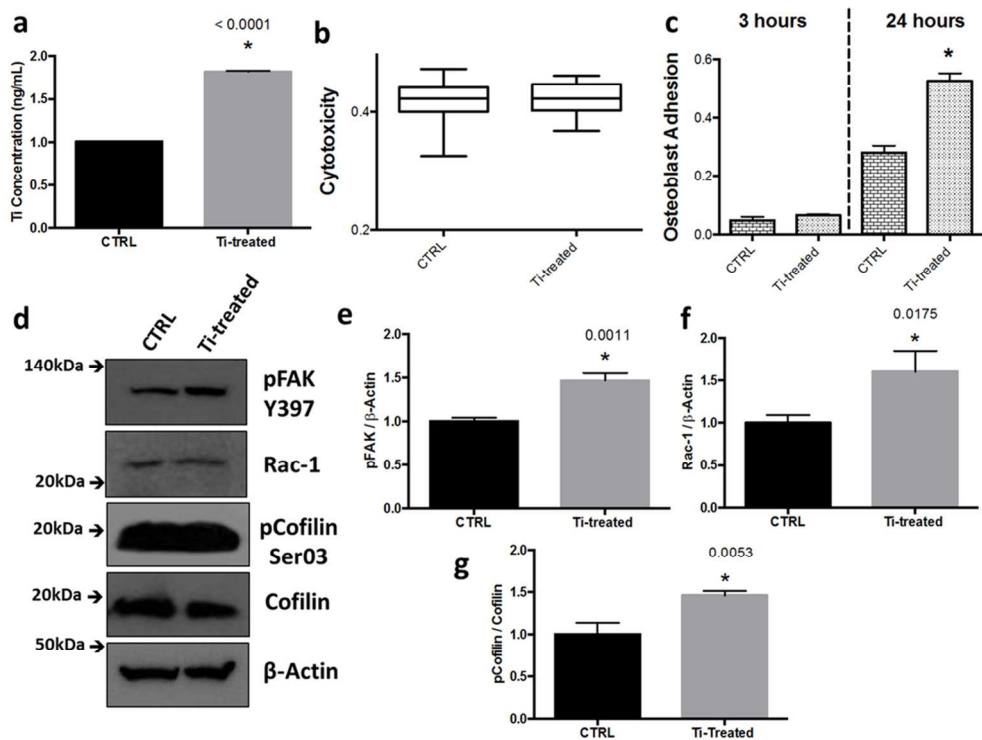 a
< 0.0001
*
Ti Concentration (ng/mL)
2.0
1.5
1.0
0.5
0.0
CTRL
Ti-treated
b
Cytotoxicity
0.4
0.2
CTRL
Ti-treated
c
3 hours
24 hours
*
Osteoblast Adhesion
0.6
0.4
0.2
0.0
CTRL
Ti-treated
CTRL
Ti-treated
d
CTRL
Ti-treated
140kDa
pFAK
Y397
Rac-1
20kDa
20kDa
pCofilin
Ser03
20kDa
Cofilin
50kDa
β-Actin
e
0.0011
*
pFAK / β-Actin
2.0
1.5
1.0
0.5
0.0
CTRL
Ti-treated
f
0.0175
*
Rac-1 / β-Actin
2.0
1.5
1.0
0.5
0.0
CTRL
Ti-treated
g
0.0053
*
pCofilin / Cofilin
2.0
1.5
1.0
0.5
0.0
CTRL
Ti-Treated